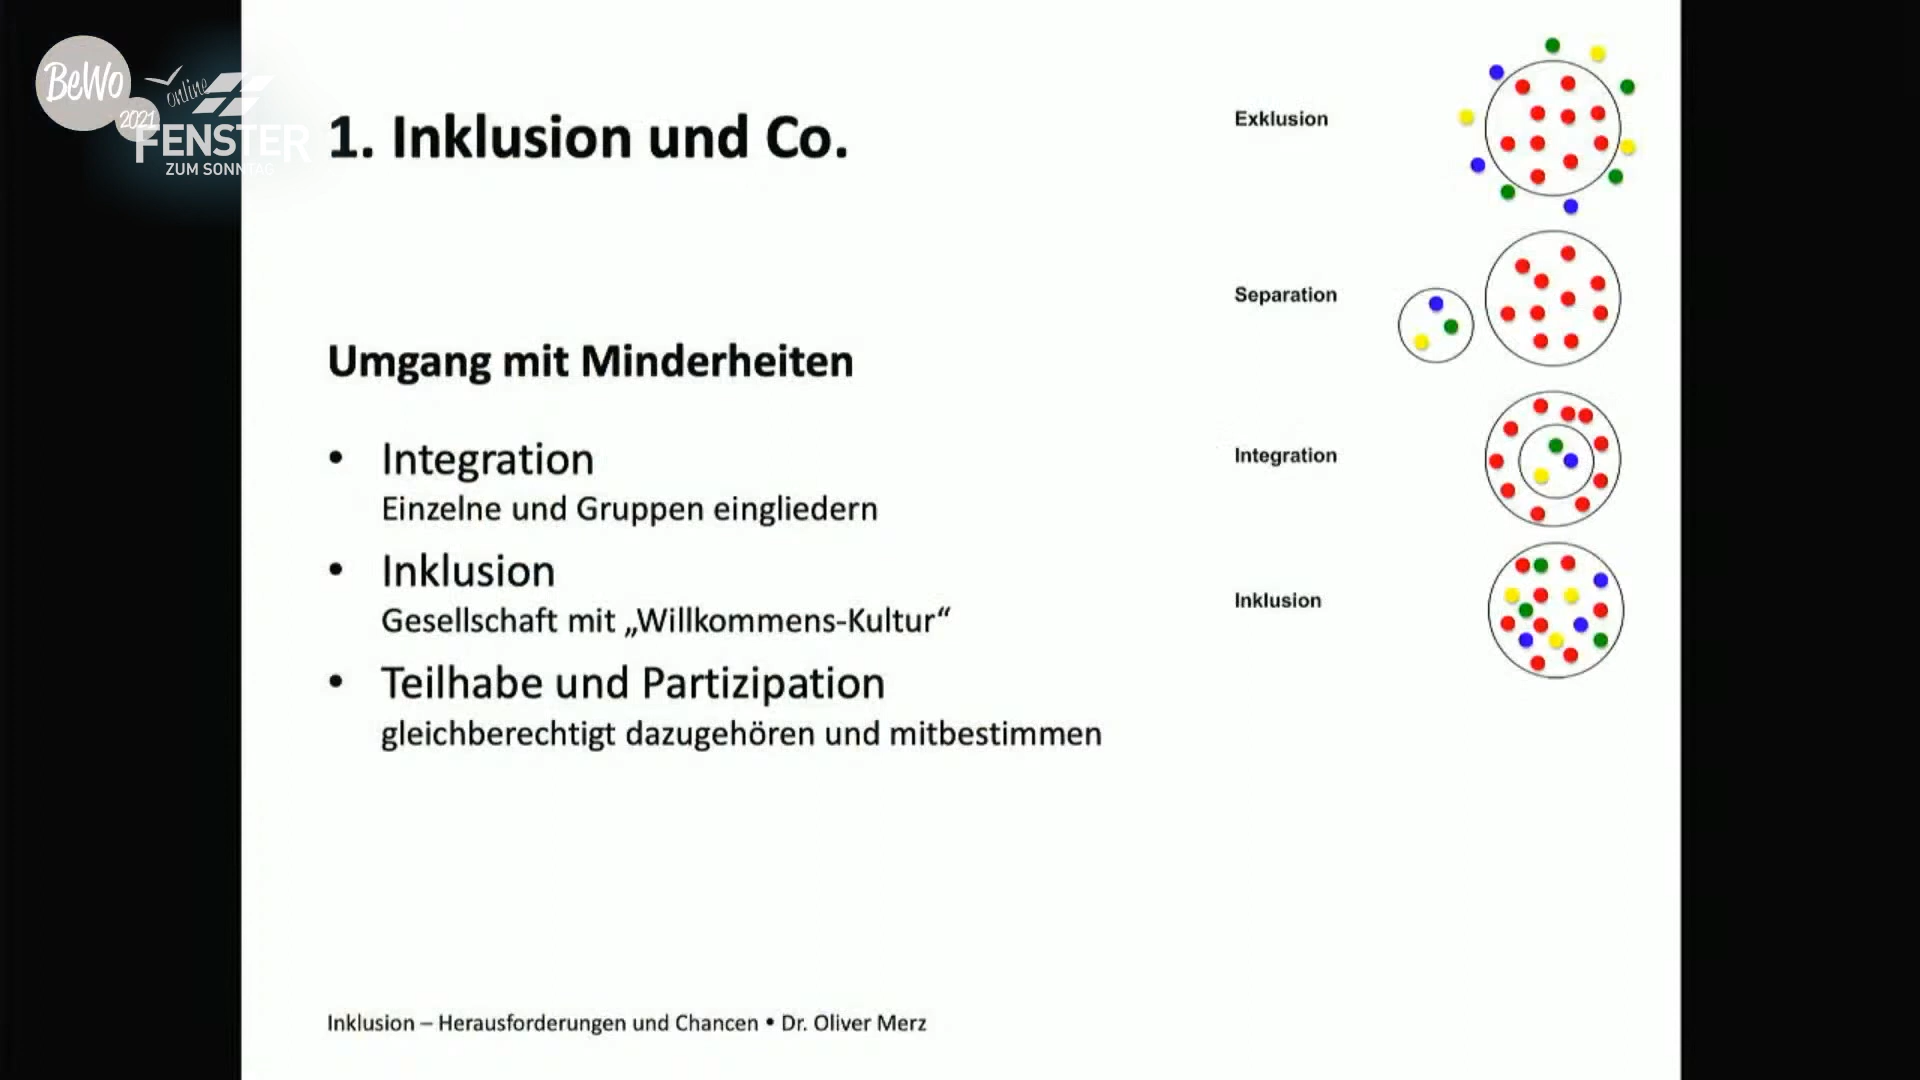 BeWo
2021
online
FENSTER
ZUM SONNTAG
1. Inklusion und Co.
Umgang mit Minderheiten
• Integration
Einzelne und Gruppen eingliedern
• Inklusion
Gesellschaft mit „Willkommens-Kultur“
• Teilhabe und Partizipation
gleichberechtigt dazugehören und mitbestimmen
Exklusion
Separation
Integration
Inklusion
Inklusion – Herausforderungen und Chancen • Dr. Oliver Merz